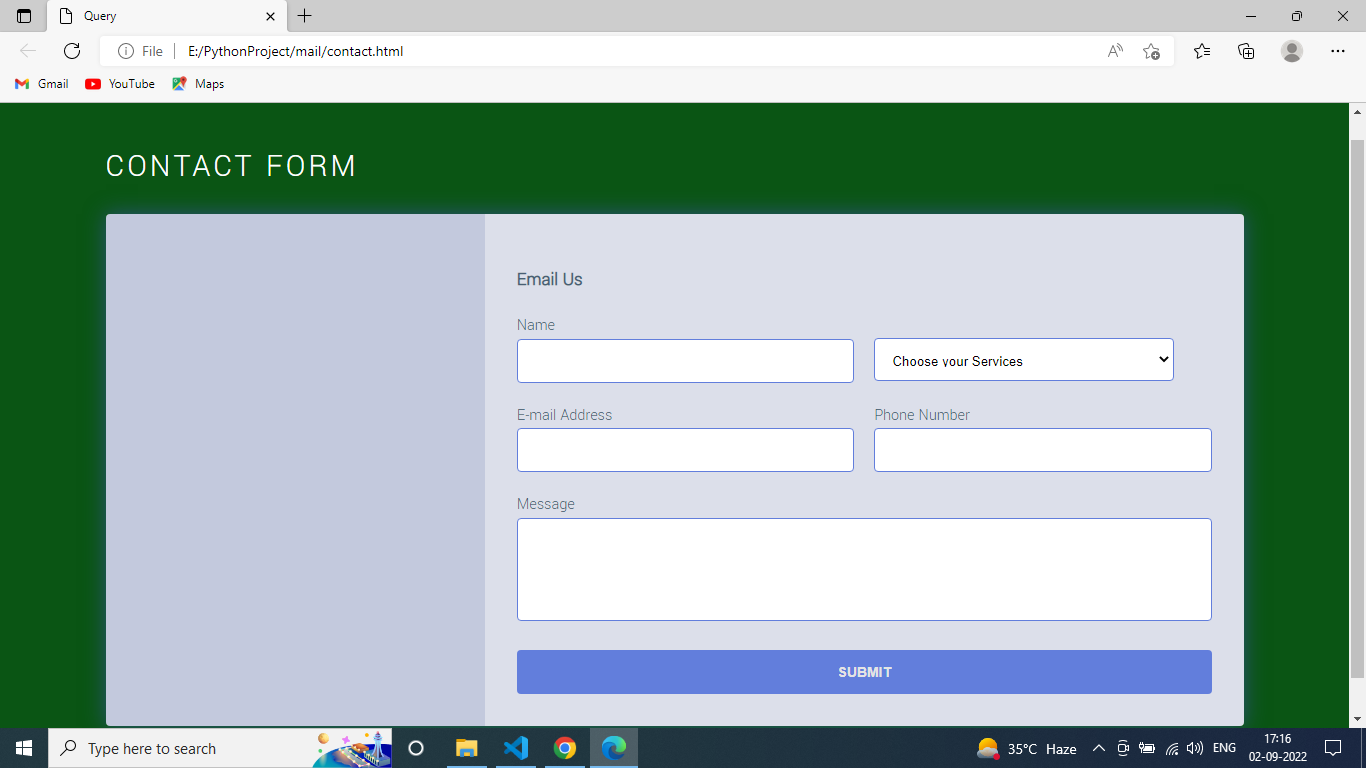 Query
File
E:/PythonProject/mail/contact.html
Gmail
YouTube
Maps
CONTACT FORM
Email Us
Name
Choose your Services
E-mail Address
Phone Number
Message
SUBMIT
Type here to search
35°C Haze
ENG
17:16
02-09-2022